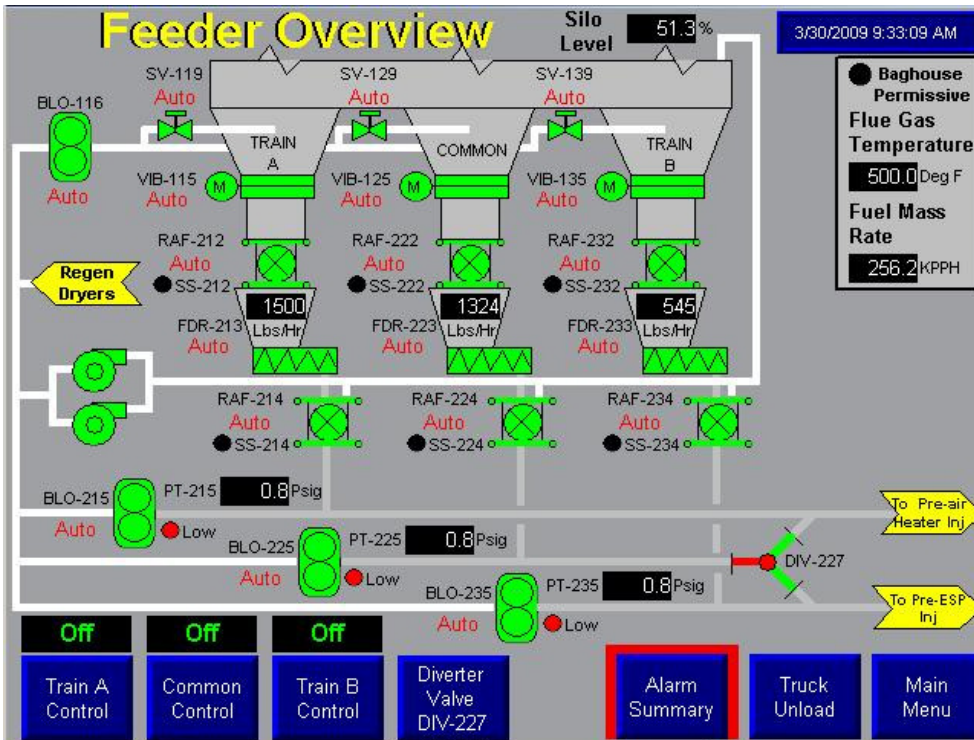 Feeder Overview
Silo
Level
51.3 %
3/30/2009 9:33:09 AM
Baghouse
Permissive
Flue Gas
Temperature
500.0 Deg F
Fuel Mass
Rate
256.2 KPPH
SV-119
Auto
SV-129
Auto
SV-139
Auto
BLO-116
Auto
TRAIN
A
COMMON
TRAIN
B
VIB-115
Auto
M
VIB-125
Auto
M
VIB-135
Auto
M
RAF-212
Auto
SS-212
RAF-222
Auto
SS-222
RAF-232
Auto
SS-232
Regen
Dryers
1500
Lbs/Hr
1324
Lbs/Hr
545
Lbs/Hr
FDR-213
Auto
FDR-223
Auto
FDR-233
Auto
RAF-214
Auto
SS-214
RAF-224
Auto
SS-224
RAF-234
Auto
SS-234
BLO-215
Auto
PT-215 0.8 Psig
Low
BLO-225
Auto
PT-225 0.8 Psig
Low
BLO-235
Auto
PT-235 0.8 Psig
Low
To Pre-air
Heater Inj
DIV-227
To Pre-ESP
Inj
Off
Off
Off
Train A
Control
Common
Control
Train B
Control
Diverter
Valve
DIV-227
Alarm
Summary
Truck
Unload
Main
Menu